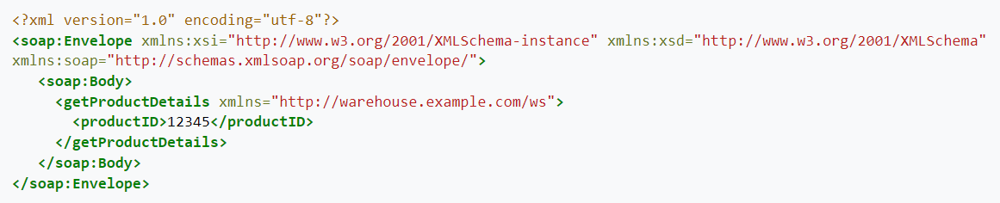 <?xml version="1.0" encoding="utf-8"?>
<soap:Envelope xmlns:xsi="http://www.w3.org/2001/XMLSchema-instance" xmlns:xsd="http://www.w3.org/2001/XMLSchema"
xmlns:soap="http://schemas.xmlsoap.org/soap/envelope/">
   <soap:Body>
     <getProductDetails xmlns="http://warehouse.example.com/ws">
       <productID>12345</productID>
     </getProductDetails>
   </soap:Body>
</soap:Envelope>